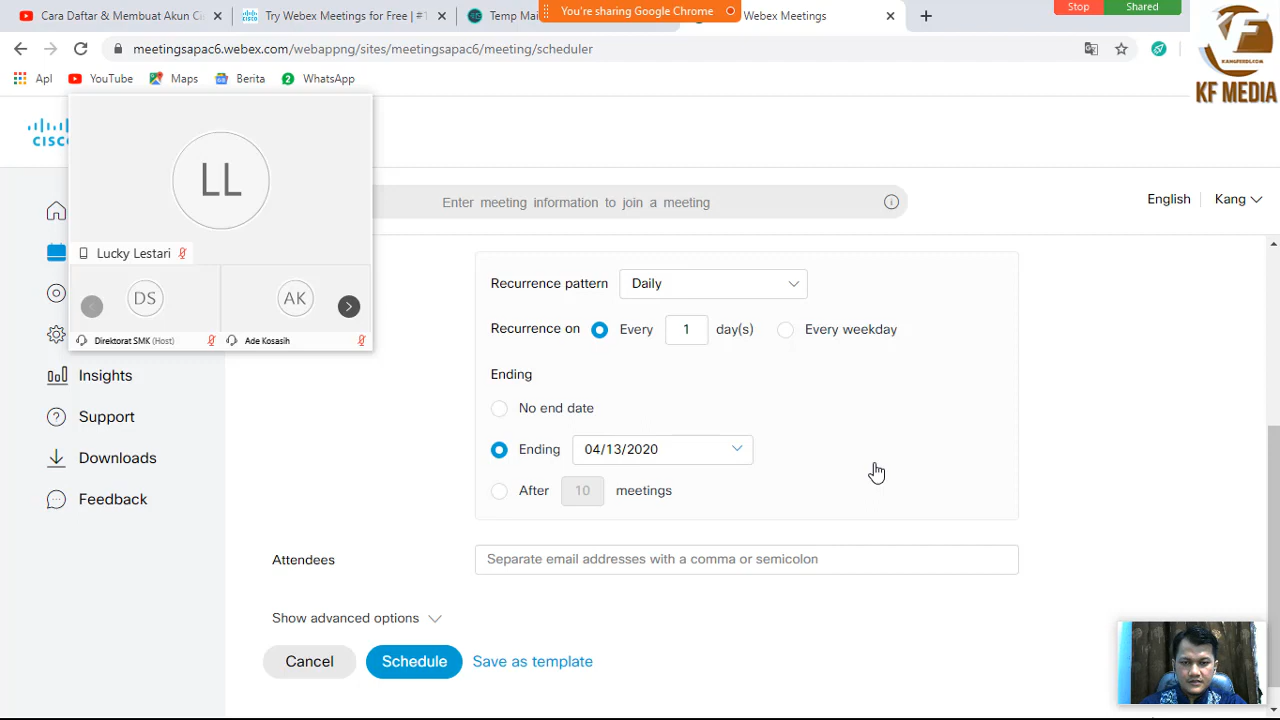 Cara Daftar & Membuat Akun C
Try Webex Meetings for Free | #1
Temp Mai
You're sharing Google Chrome
Webex Meetings
Stop
Shared
meetingsapac6.webex.com/webappng/sites/meetingsapac6/meeting/scheduler
KANGFERDI.COM
KF MEDIA
Apl
YouTube
Maps
Berita
2
WhatsApp
CISCO
LL
Lucky Lestari
DS
AK
Direktorat SMK (Host)
Ade Kosasih
Enter meeting information to join a meeting
English
Kang
Insights
Support
Downloads
Feedback
Recurrence pattern Daily
Recurrence on Every 1 day(s) Every weekday
Ending
No end date
Ending 04/13/2020
After 10 meetings
Attendees Separate email addresses with a comma or semicolon
Show advanced options
Cancel Schedule Save as template